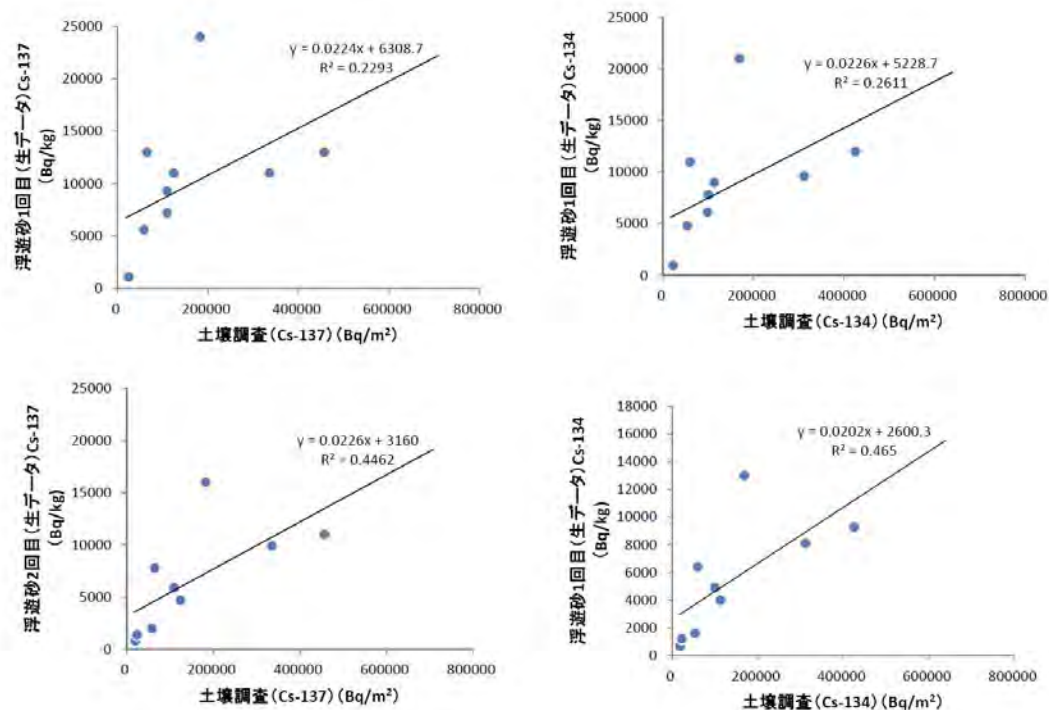 浮遊砂1回目(生データ)Cs-137
(Bq/kg)
25000
20000
15000
10000
5000
0
y = 0.0224x + 6308.7
R² = 0.2293
0
200000
400000
600000
800000
土壌調査(Cs-137)(Bq/m²)
浮遊砂1回目(生データ)Cs-134
(Bq/kg)
25000
20000
15000
10000
5000
0
y = 0.0226x + 5228.7
R² = 0.2611
0
200000
400000
600000
800000
土壌調査(Cs-134)(Bq/m²)
浮遊砂2回目(生データ)Cs-137
(Bq/kg)
25000
20000
15000
10000
5000
0
y = 0.0226x + 3160
R² = 0.4462
0
200000
400000
600000
800000
土壌調査(Cs-137)(Bq/m²)
浮遊砂1回目(生データ)Cs-134
(Bq/kg)
18000
16000
14000
12000
10000
8000
6000
4000
2000
0
y = 0.0202x + 2600.3
R² = 0.465
0
200000
400000
600000
800000
土壌調査(Cs-134)(Bq/m²)